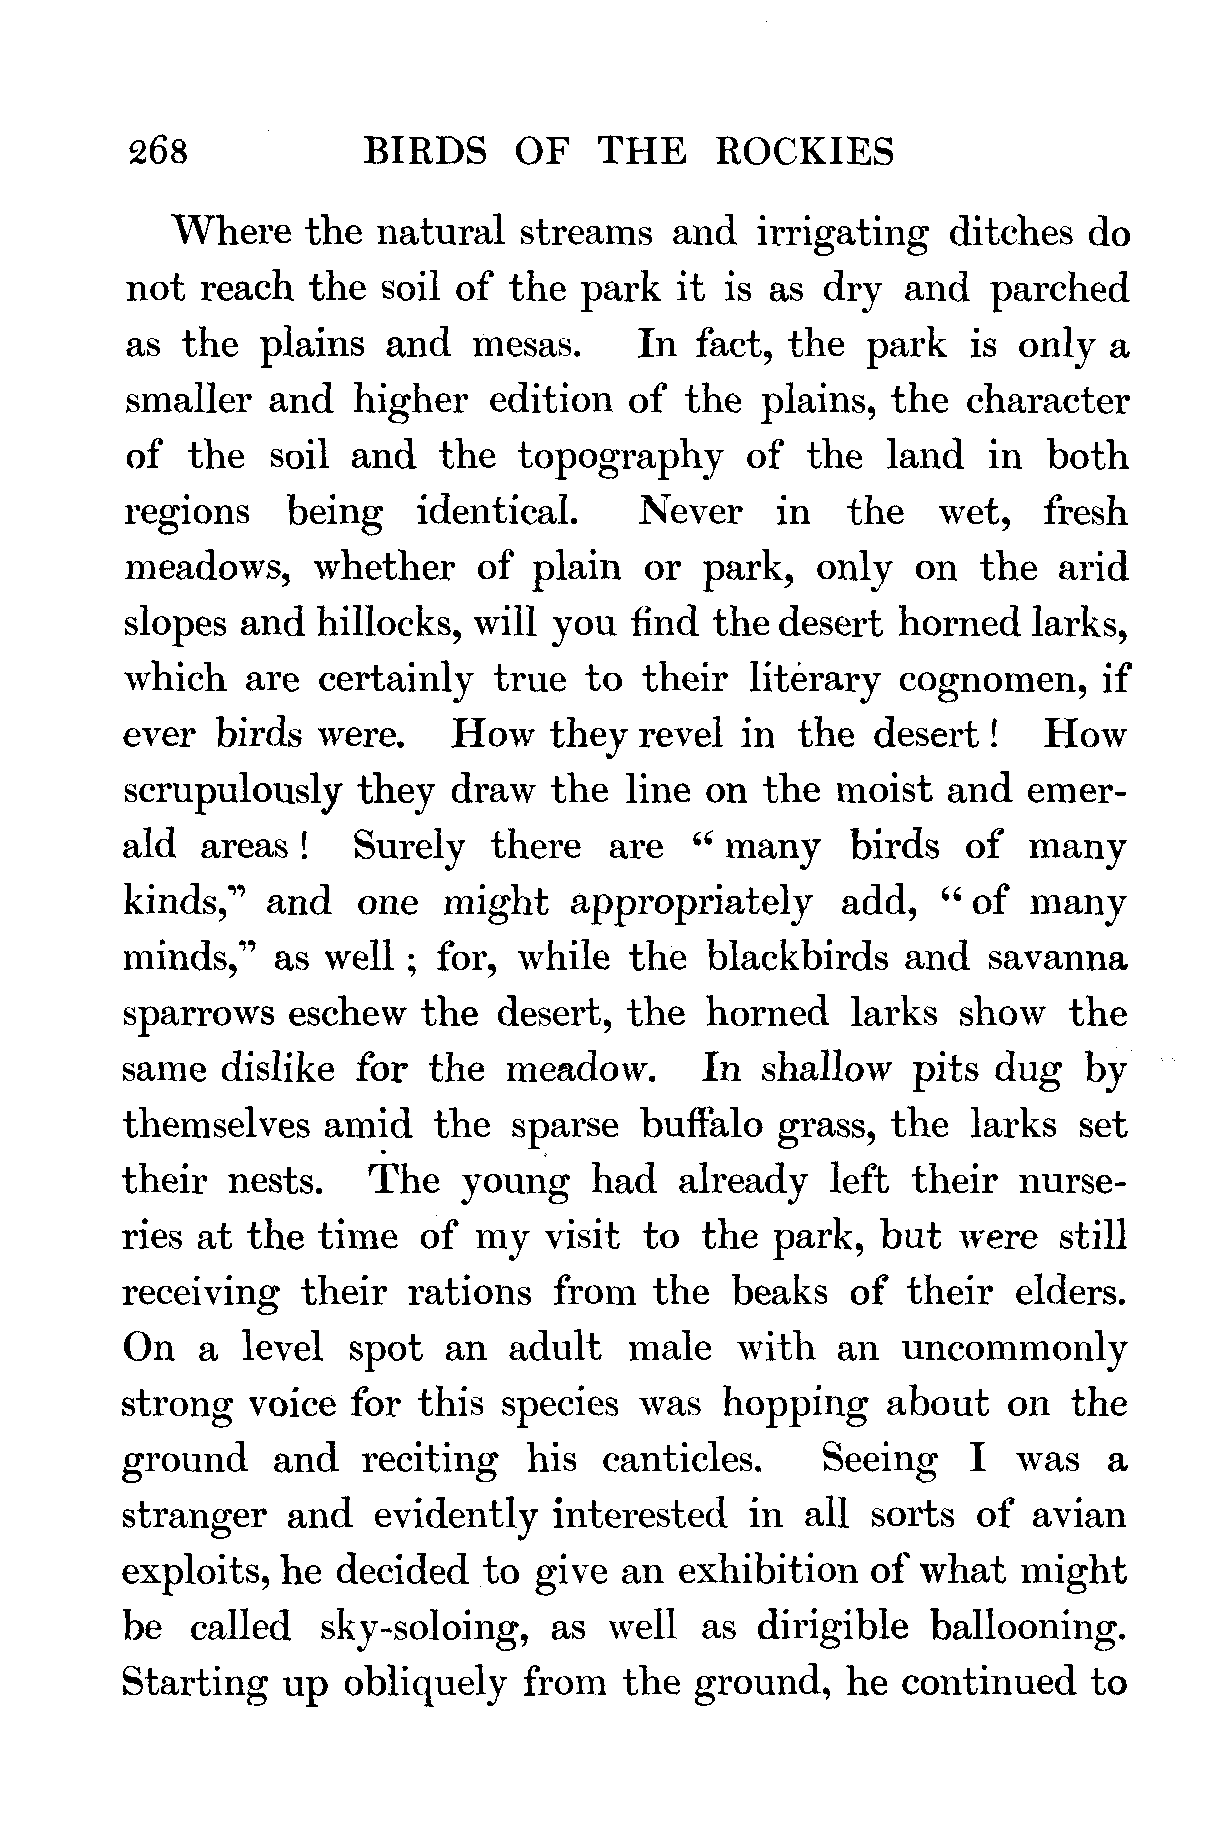 268 BIRDS OF THE ROCKIES
Where the natural streams and irrigating ditches do
not reach the soil of the park it is as dry and parched
as the plains and mesas. In fact, the park is only a
smaller and higher edition of the plains, the character
of the soil and the topography of the land in both
regions being identical. Never in the wet, fresh
meadows, whether of plain or park, only on the arid
slopes and hillocks, will you find the desert horned larks,
which are certainly true to their literary cognomen, if
ever birds were. How they revel in the desert ! How
scrupulously they draw the line on the moist and emer-
ald areas ! Surely there are “ many birds of many
kinds,” and one might appropriately add, “ of many
minds,” as well ; for, while the blackbirds and savanna
sparrows eschew the desert, the horned larks show the
same dislike for the meadow. In shallow pits dug by
themselves amid the sparse buffalo grass, the larks set
their nests. The young had already left their nurse-
ries at the time of my visit to the park, but were still
receiving their rations from the beaks of their elders.
On a level spot an adult male with an uncommonly
strong voice for this species was hopping about on the
ground and reciting his canticles. Seeing I was a
stranger and evidently interested in all sorts of avian
exploits, he decided to give an exhibition of what might
be called sky-soloing, as well as dirigible ballooning.
Starting up obliquely from the ground, he continued to